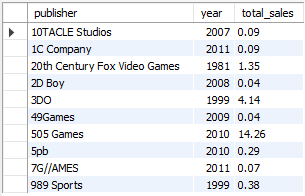 publisher year total_sales
10TACLE Studios 2007 0.09
1C Company 2011 0.09
20th Century Fox Video Games 1981 1.35
2D Boy 2008 0.04
3DO 1999 4.14
49Games 2009 0.04
505 Games 2010 14.26
5pb 2010 0.29
7G//AMES 2011 0.07
989 Sports 1999 0.38